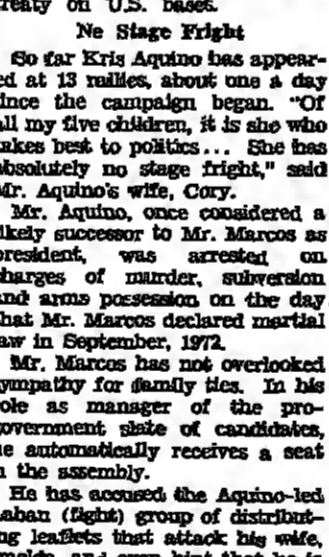 treaty on U.S. bases.
Ne Stage Fright
So far Kris Aquino has appear-
ed at 13 rallies, about one a day
since the campaign began. "Of
all my five children, it is she who
takes best to politics... She has
absolutely no stage fright," said
Mr. Aquino's wife, Cory.
Mr. Aquino, once considered a
likely successor to Mr. Marcos as
president, was arrested on
charges of murder, subversion
and arms possession on the day
that Mr. Marcos declared martial
law in September, 1972.
Mr. Marcos has not overlooked
sympathy for family ties. In his
role as manager of the pro-
government slate of candidates,
he automatically receives a seat
in the assembly.
He has accused the Aquino-led
Laban (fight) group of distribut-
ing leaflets that attack his wife,